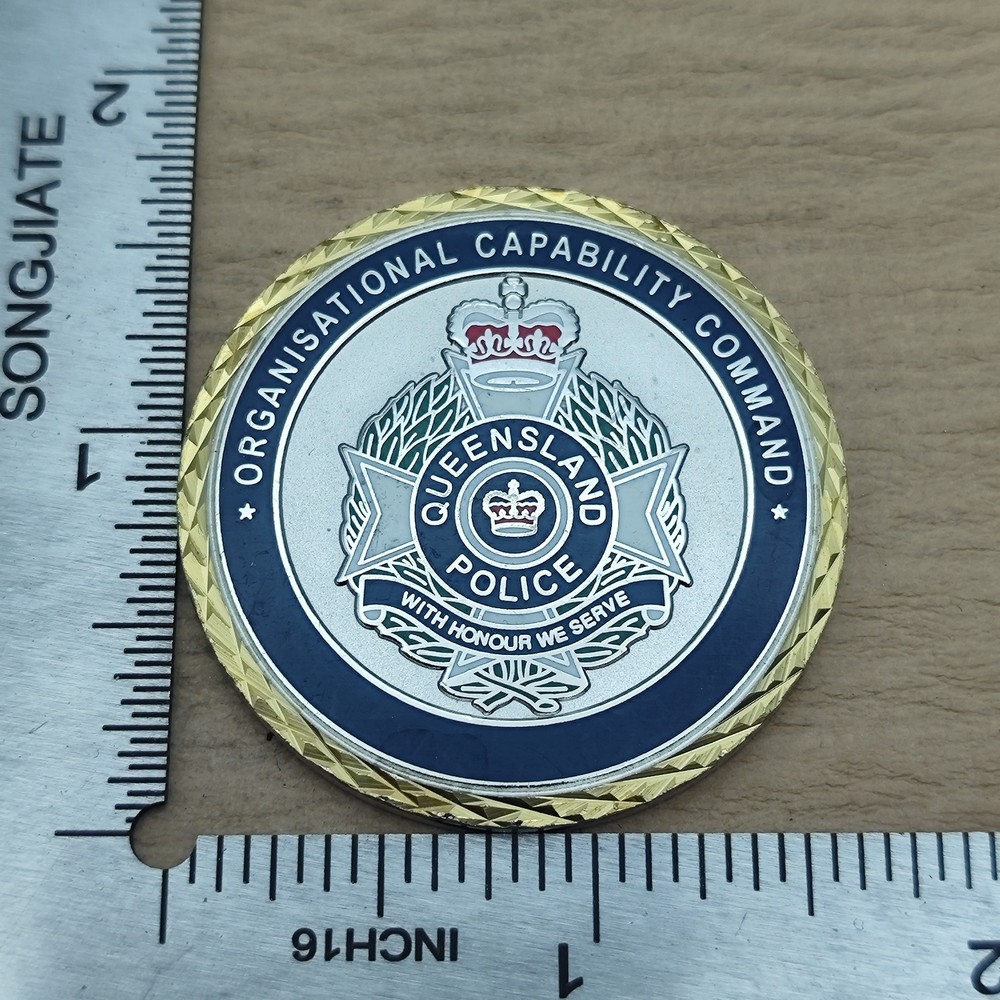 ORGANISATIONAL CAPABILITY COMMAND
QUEENSLAND
POLICE
WITH HONOUR WE SERVE
SONGJIATE
2
1
INCH16
1
2